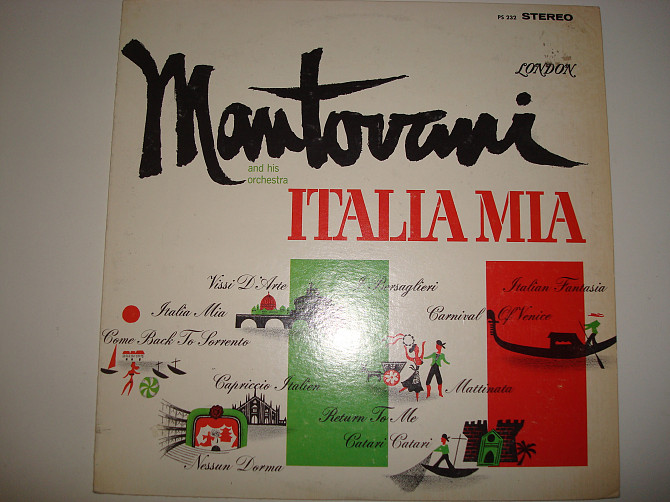 PS 232 STEREO
LONDON
Mantovani
and his
orchestra
ITALIA MIA
Vissi D'Arte
I Bersaglieri
Italian Fantasia
Italia Mia
Carnival Of Venice
Come Back To Sorrento
Capriccio Italien
Mattinata
Return To Me
Catari Catari
Nessun Dorma